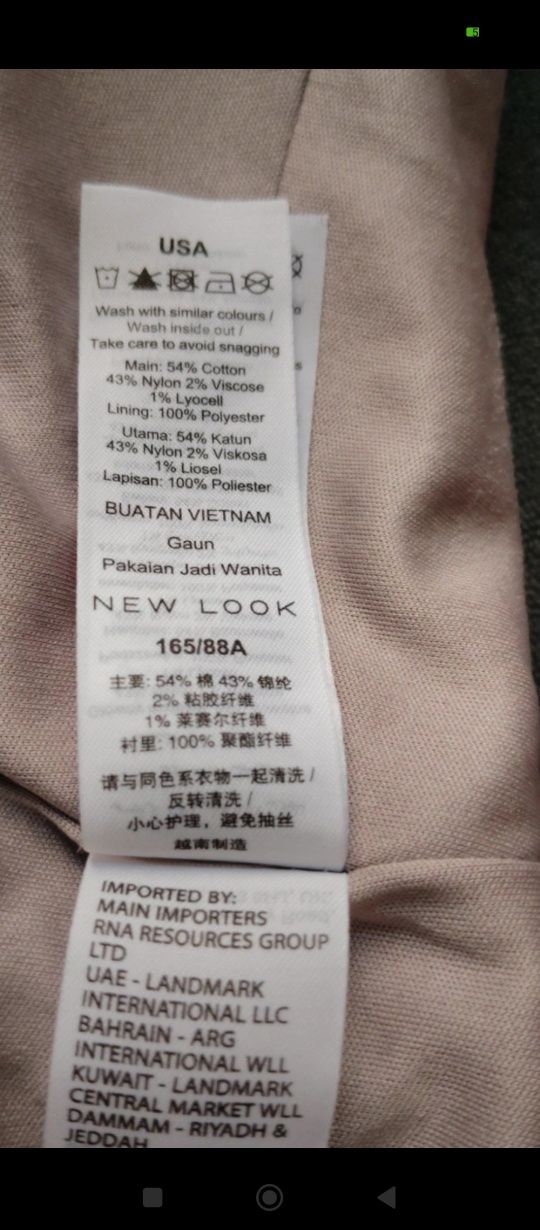 5
USA
Wash with similar colours /
Wash inside out /
Take care to avoid snagging
Main: 54% Cotton
43% Nylon 2% Viscose
1% Lyocell
Lining: 100% Polyester
Utama: 54% Katun
43% Nylon 2% Viskosa
1% Liosel
Lapisan: 100% Poliester
BUATAN VIETNAM
Gaun
Pakaian Jadi Wanita
NEW LOOK
165/88A
主要: 54% 棉 43% 锦纶
2% 粘胶纤维
1% 莱赛尔纤维
衬里: 100% 聚酯纤维
请与同色系衣物一起清洗 /
反转清洗 /
小心护理，避免抽丝
越南制造
IMPORTED BY:
MAIN IMPORTERS
RNA RESOURCES GROUP
LTD
UAE - LANDMARK
INTERNATIONAL LLC
BAHRAIN - ARG
INTERNATIONAL WLL
KUWAIT - LANDMARK
CENTRAL MARKET WLL
DAMMAM - RIYADH &
JEDDAH